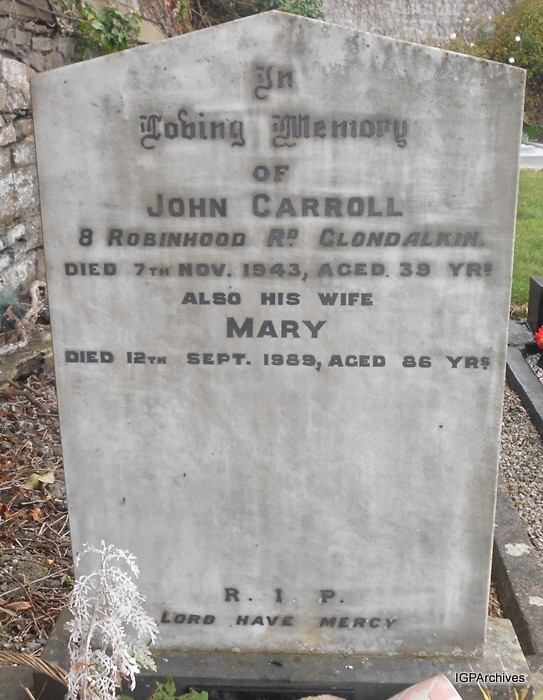 In
Loving Memory
OF
JOHN CARROLL
8 ROBINHOOD RD CLONDALKIN.
DIED 7TH NOV. 1943, AGED 39 YRS
ALSO HIS WIFE
MARY
DIED 12TH SEPT. 1989, AGED 86 YRS
R. I. P.
LORD HAVE MERCY
IGPArchives